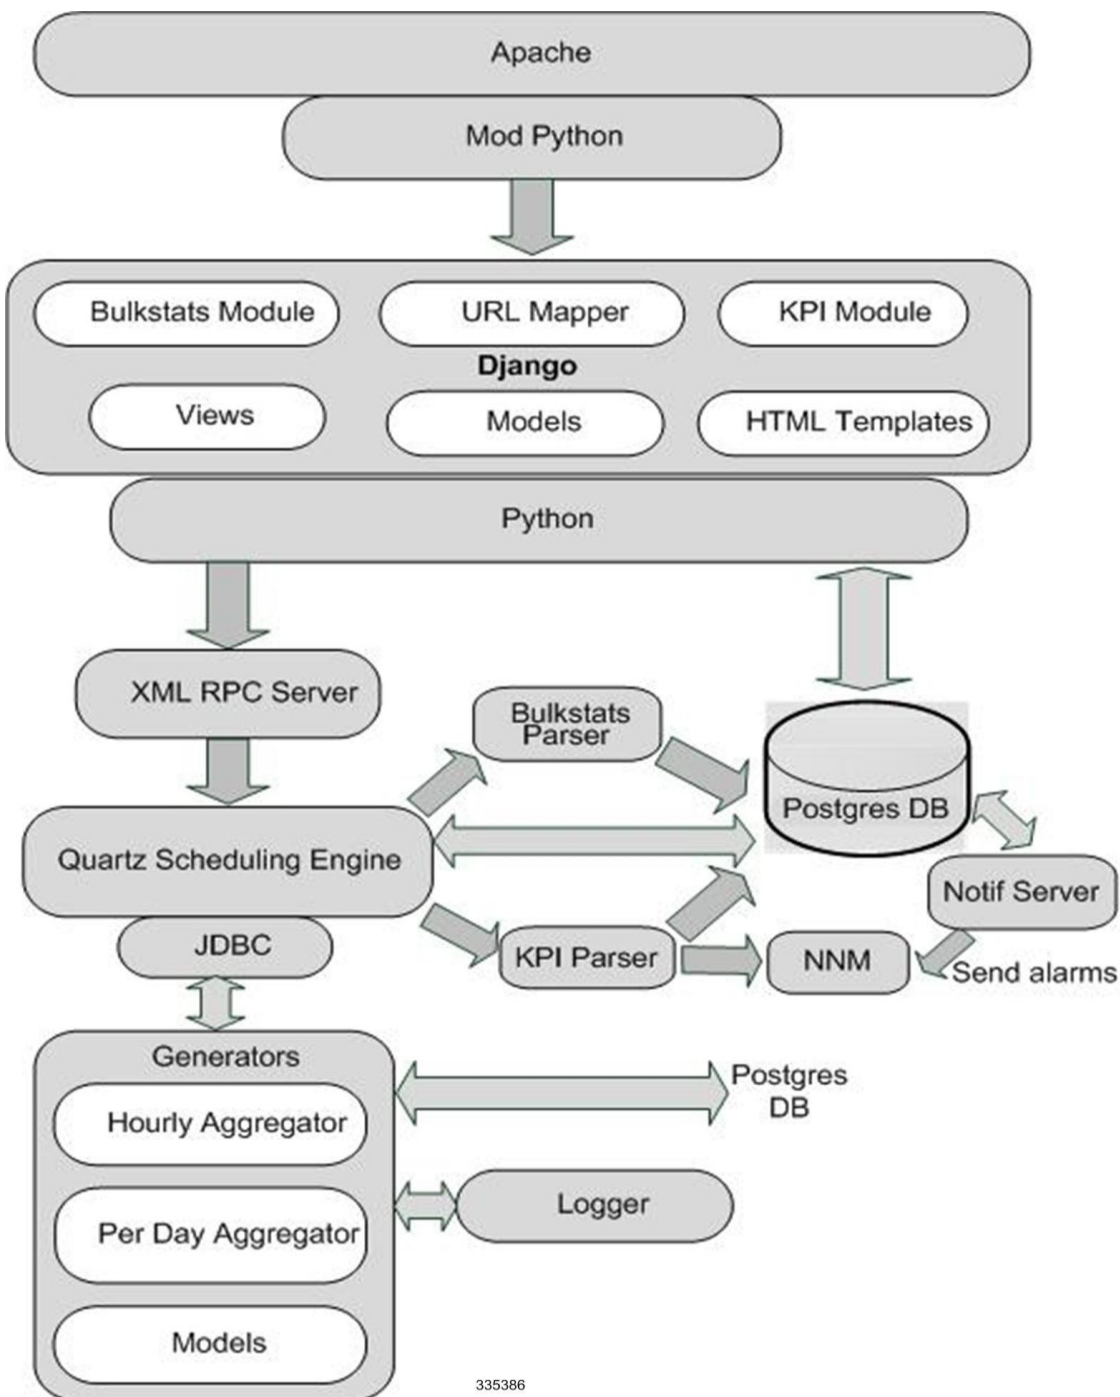 Apache
Mod Python
Bulkstats Module
URL Mapper
KPI Module
Django
Views
Models
HTML Templates
Python
XML RPC Server
Bulkstats
Parser
Postgres DB
Quartz Scheduling Engine
Notif Server
JDBC
KPI Parser
NNM
Send alarms
Generators
Postgres
DB
Hourly Aggregator
Logger
Per Day Aggregator
Models
335386